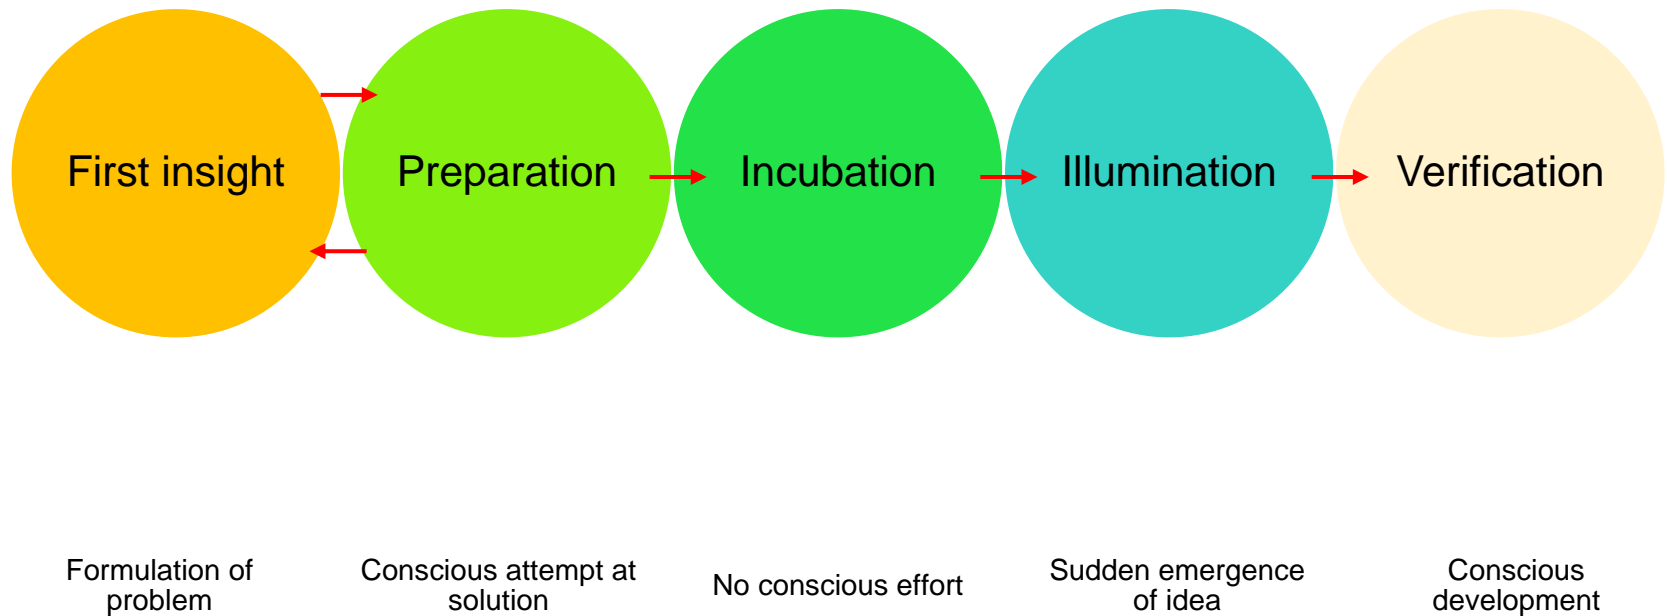 First insight
Preparation
Incubation
Illumination
Verification
Formulation of
problem
Conscious attempt at
solution
No conscious effort
Sudden emergence
of idea
Conscious
development